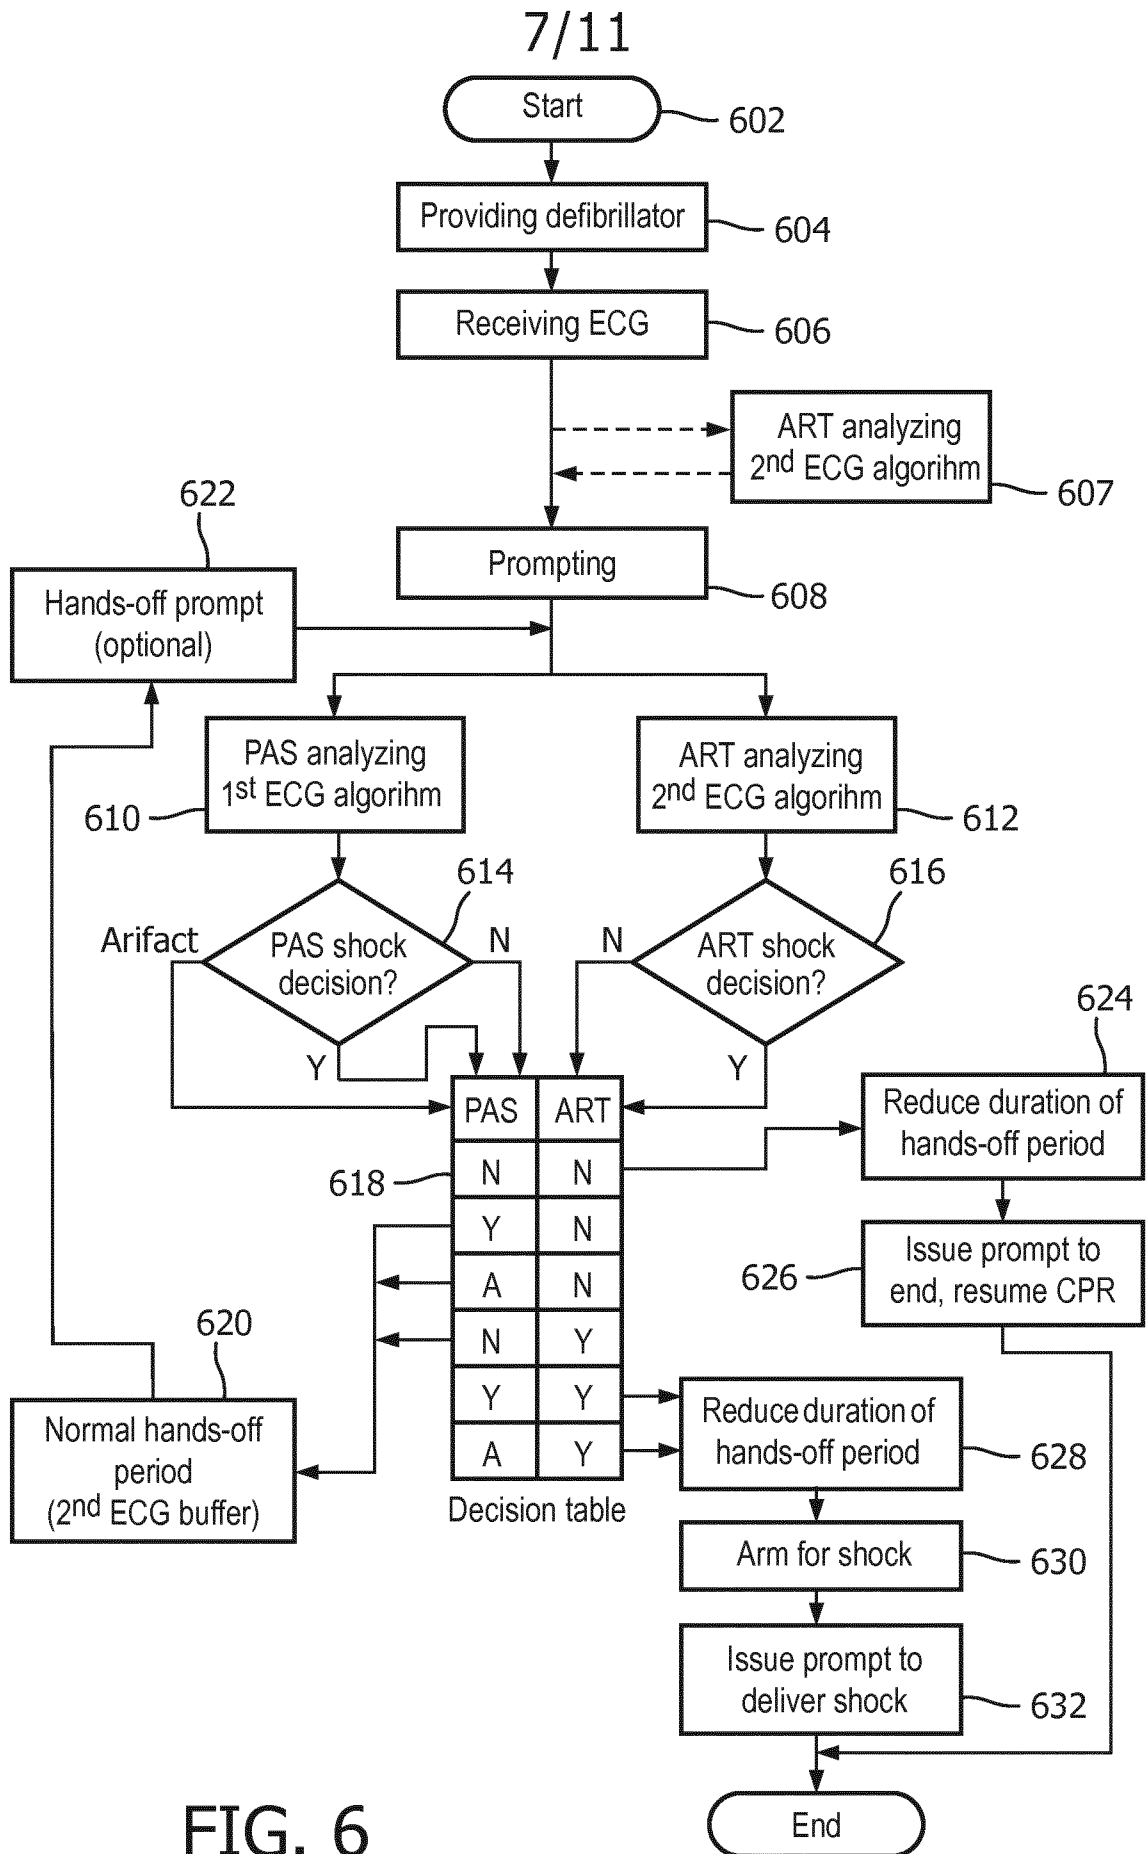 7/11
Start
602
Providing defibrillator
604
Receiving ECG
606
ART analyzing
2nd ECG algorihm
607
622
Prompting
608
Hands-off prompt
(optional)
PAS analyzing
1st ECG algorihm
610
ART analyzing
2nd ECG algorihm
612
614
616
Arifact
PAS shock
decision?
N
Y
N
ART shock
decision?
Y
624
Reduce duration of
hands-off period
PAS ART
618
N N
Y N
A N
N Y
Y Y
A Y
Decision table
626
Issue prompt to
end, resume CPR
620
Normal hands-off
period
(2nd ECG buffer)
Reduce duration of
hands-off period
628
Arm for shock
630
Issue prompt to
deliver shock
632
End
FIG. 6